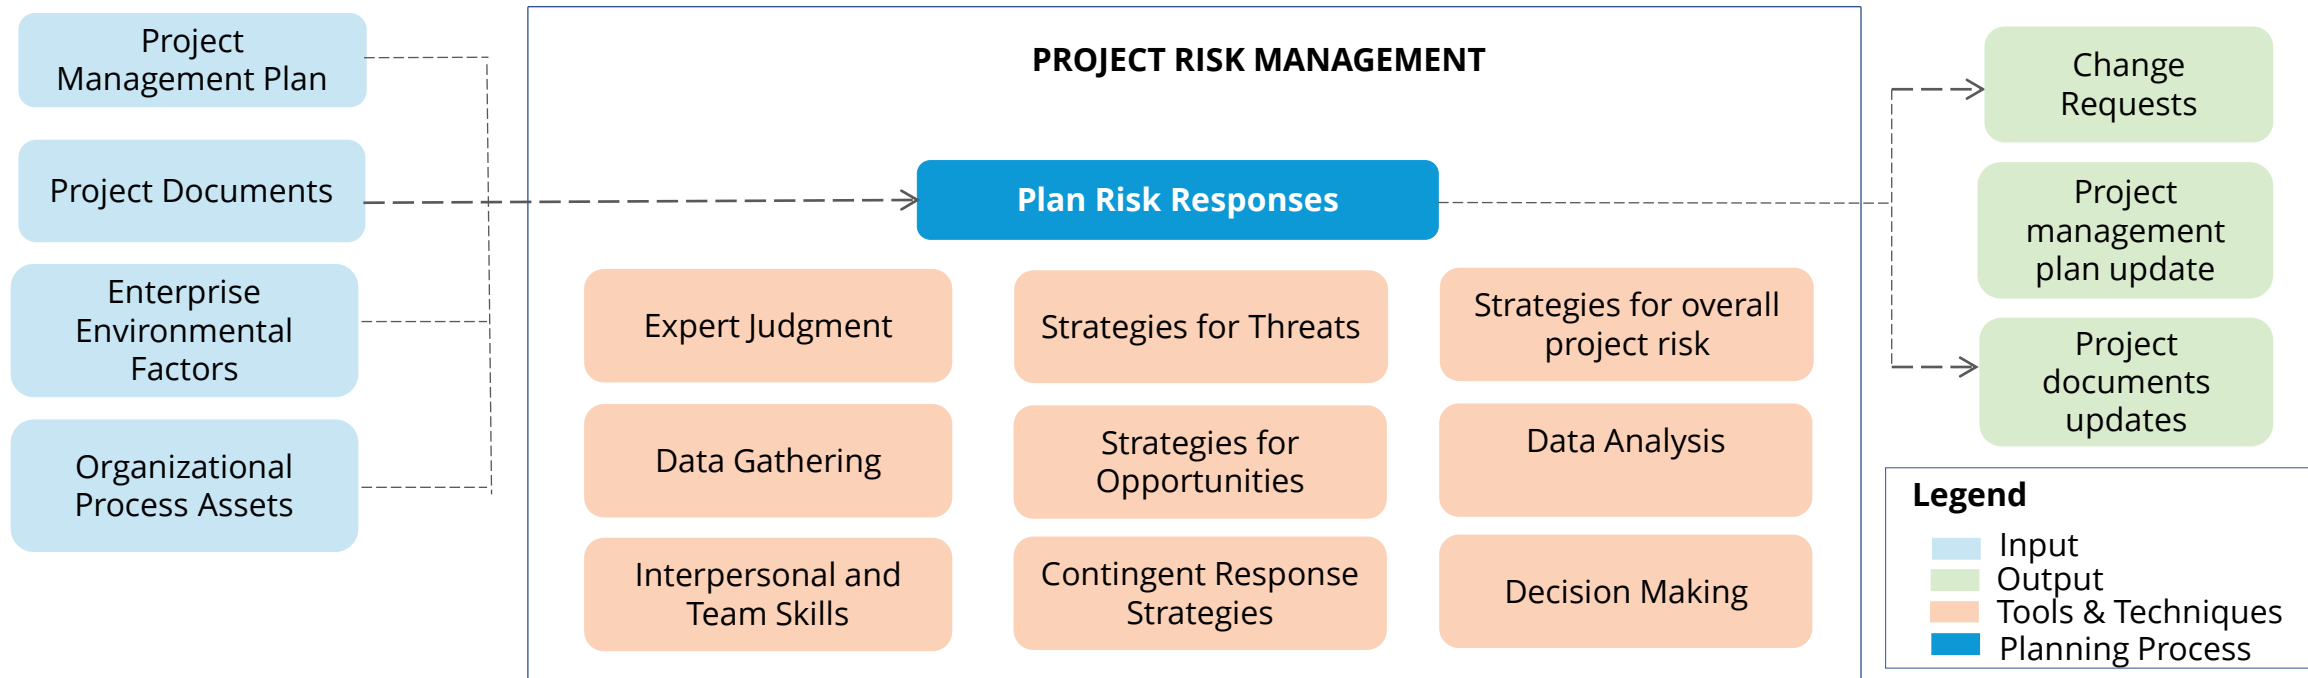 Project
Management Plan
Project Documents
Enterprise
Environmental
Factors
Organizational
Process Assets
PROJECT RISK MANAGEMENT
Plan Risk Responses
Expert Judgment
Strategies for Threats
Strategies for overall
project risk
Data Gathering
Strategies for
Opportunities
Data Analysis
Interpersonal and
Team Skills
Contingent Response
Strategies
Decision Making
Change
Requests
Project
management
plan update
Project
documents
updates
Legend
Input
Output
Tools & Techniques
Planning Process